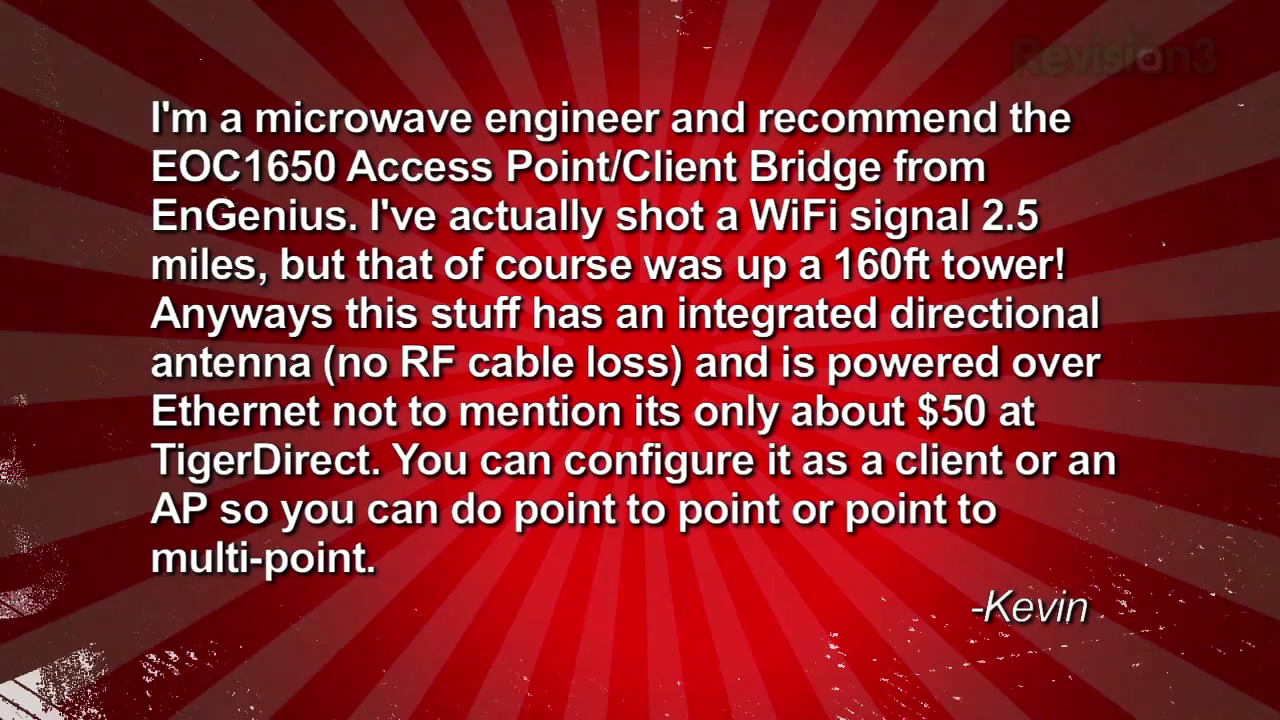 Revision3
I'm a microwave engineer and recommend the
EOC1650 Access Point/Client Bridge from
EnGenius. I've actually shot a WiFi signal 2.5
miles, but that of course was up a 160ft tower!
Anyways this stuff has an integrated directional
antenna (no RF cable loss) and is powered over
Ethernet not to mention its only about $50 at
TigerDirect. You can configure it as a client or an
AP so you can do point to point or point to
multi-point.
-Kevin